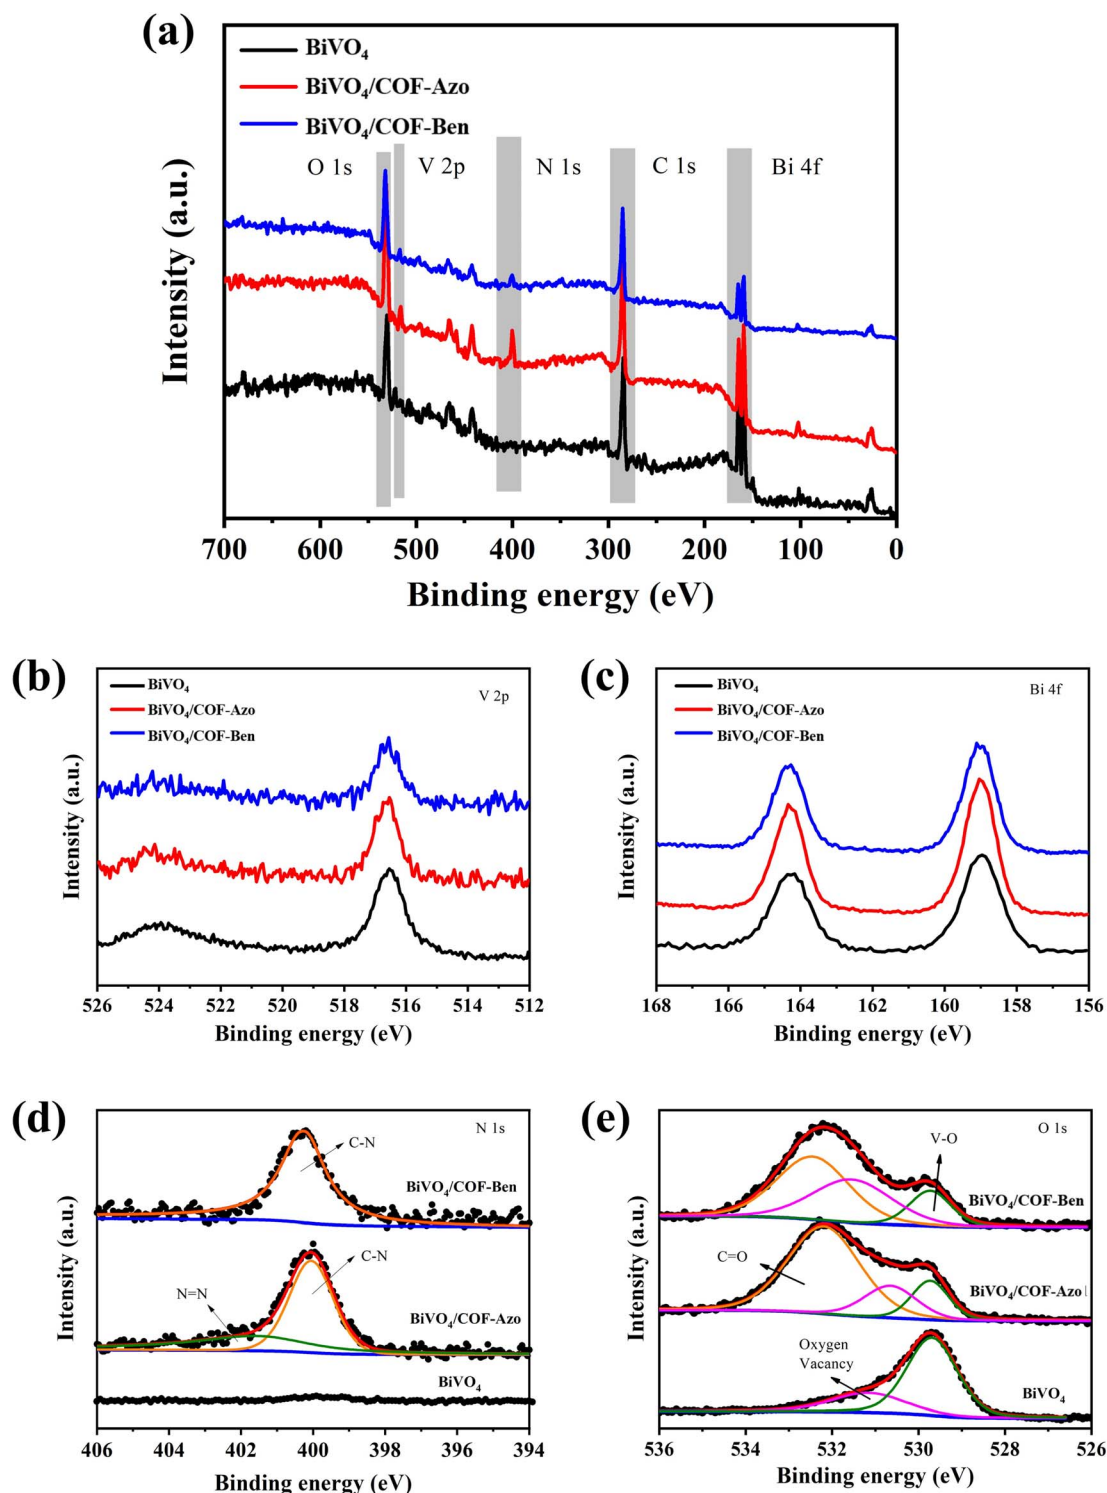 (a)
BiVO₄
BiVO₄/COF-Azo
BiVO₄/COF-Ben
O 1s
V 2p
N 1s
C 1s
Bi 4f
Intensity (a.u.)
700 600 500 400 300 200 100 0
Binding energy (eV)
(b)
BiVO₄
BiVO₄/COF-Azo
BiVO₄/COF-Ben
V 2p
Intensity (a.u.)
526 524 522 520 518 516 514 512
Binding energy (eV)
(c)
BiVO₄
BiVO₄/COF-Azo
BiVO₄/COF-Ben
Bi 4f
Intensity (a.u.)
168 166 164 162 160 158 156
Binding energy (eV)
(d)
N 1s
C-N
BiVO₄/COF-Ben
C-N
N=N
BiVO₄/COF-Azo
BiVO₄
Intensity (a.u.)
406 404 402 400 398 396 394
Binding energy (eV)
(e)
O 1s
V-O
BiVO₄/COF-Ben
C=O
BiVO₄/COF-Azo
Oxygen
Vacancy
BiVO₄
Intensity (a.u.)
536 534 532 530 528 526
Binding energy (eV)